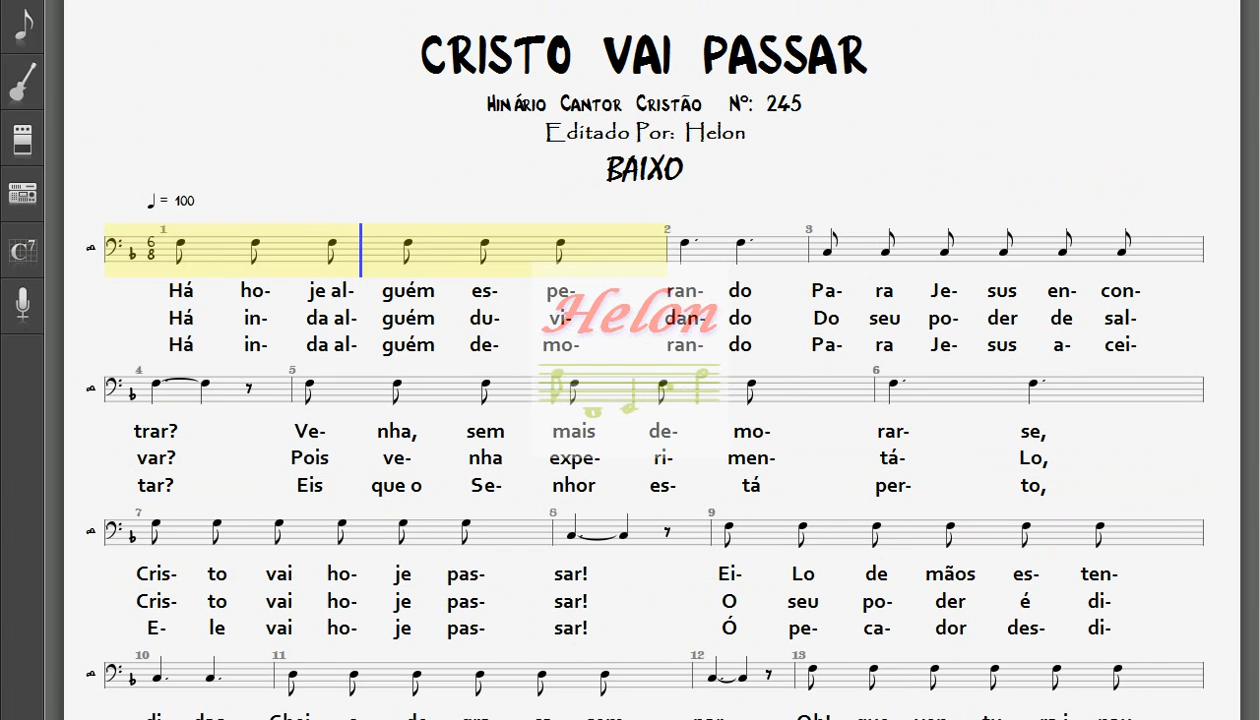 CRISTO VAI PASSAR
Hinário Cantor Cristão Nº: 245
Editado Por: Helon
BAIXO
= 100
1 2 3
6
8
Há ho- je al- guém es- pe- ran- do Pa- ra Je- sus en- con-
Há in- da al- guém du- vi- dan- do Do seu po- der de sal-
Há in- da al- guém de- mo- ran- do Pa- ra Je- sus a- cei-
Helon
4 5 6
trar? Ve- nha, sem mais de- mo- rar- se,
var? Pois ve- nha expe- ri- men- tá- Lo,
tar? Eis que o Se- nhor es- tá per- to,
7 8 9
Cris- to vai ho- je pas- sar! Ei- Lo de mãos es- ten-
Cris- to vai ho- je pas- sar! O seu po- der é di-
E- le vai ho- je pas- sar! Ó pe- ca- dor des- di-
10 11 12 13
C7